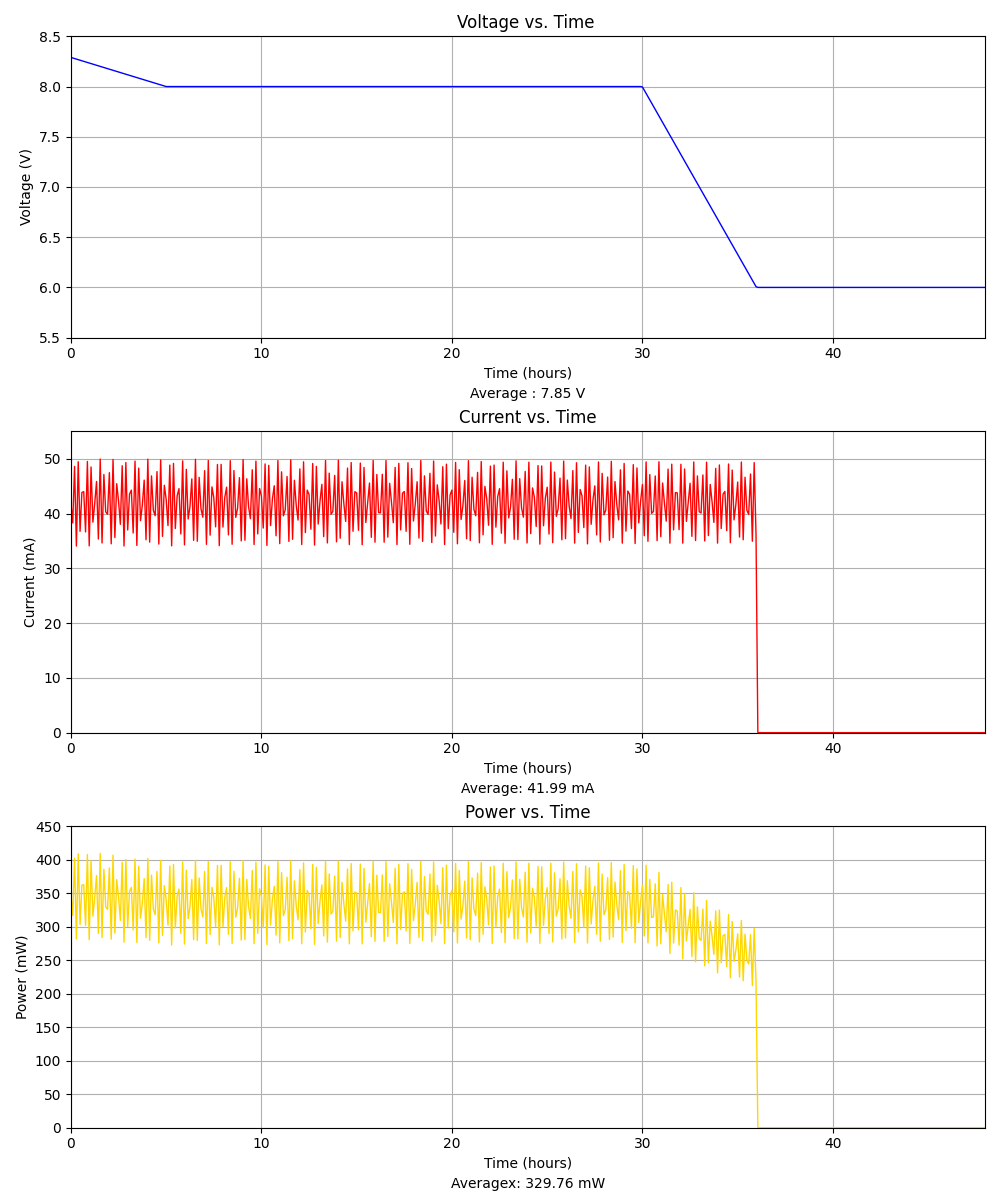 Voltage vs. Time
8.5
8.0
7.5
7.0
6.5
6.0
5.5
Voltage (V)
0 10 20 30 40
Time (hours)
Average : 7.85 V
Current vs. Time
50
40
30
20
10
0
Current (mA)
0 10 20 30 40
Time (hours)
Average: 41.99 mA
Power vs. Time
450
400
350
300
250
200
150
100
50
0
Power (mW)
0 10 20 30 40
Time (hours)
Averagex: 329.76 mW